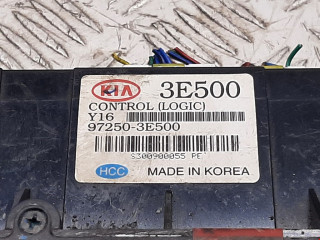 KIA 3E500
CONTROL (LOGIC)
Y16
97250-3E500
S300900055 PE
HCC MADE IN KOREA